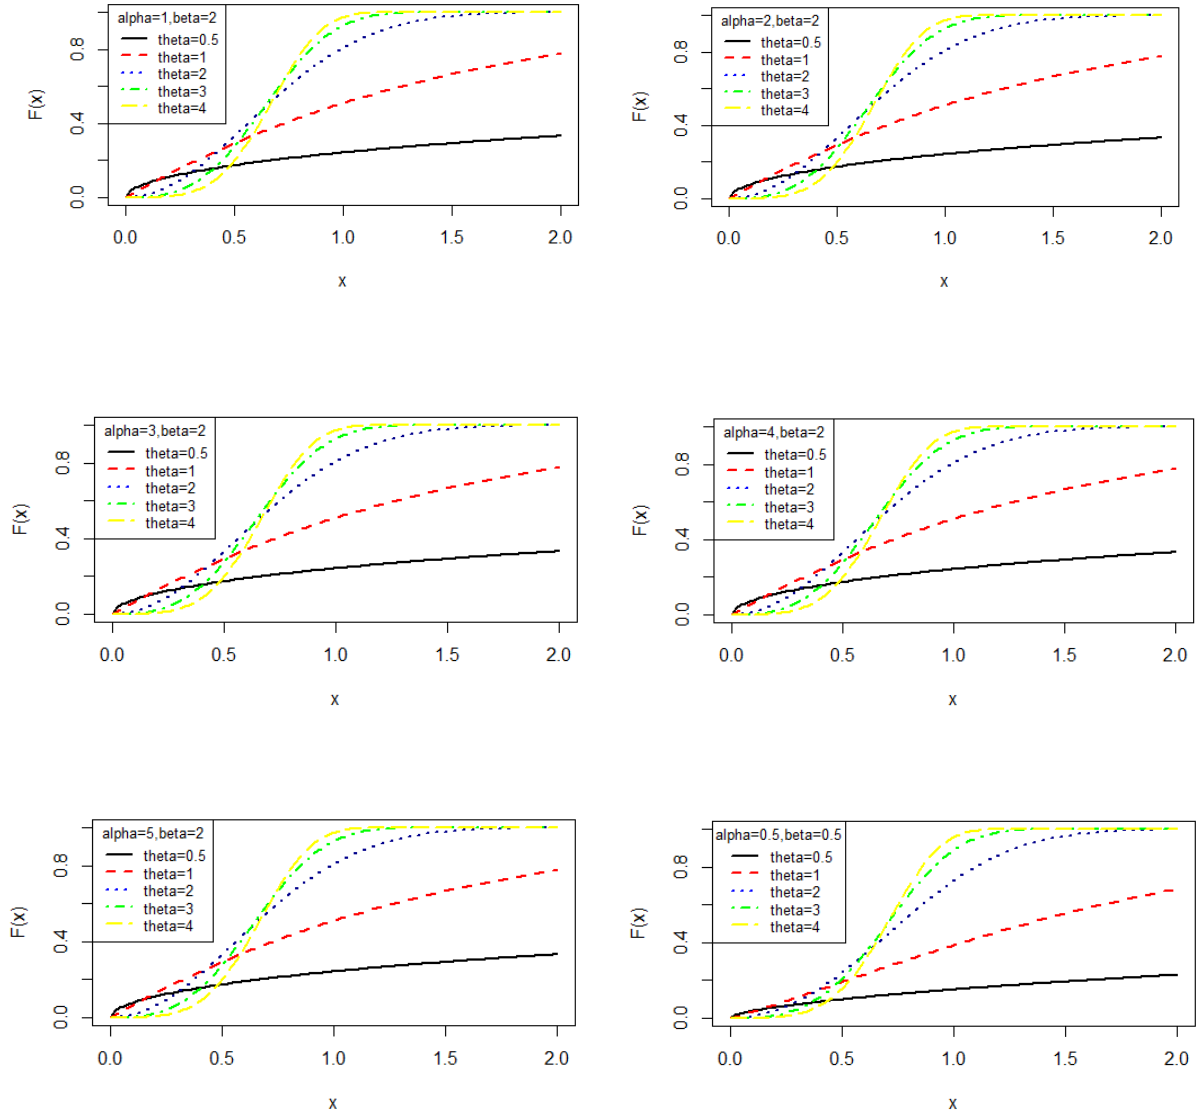 alpha=1,beta=2
theta=0.5
theta=1
theta=2
theta=3
theta=4
F(x)
0.0 0.4 0.8
0.0 0.5 1.0 1.5 2.0
x
alpha=2,beta=2
theta=0.5
theta=1
theta=2
theta=3
theta=4
F(x)
0.0 0.4 0.8
0.0 0.5 1.0 1.5 2.0
x
alpha=3,beta=2
theta=0.5
theta=1
theta=2
theta=3
theta=4
F(x)
0.0 0.4 0.8
0.0 0.5 1.0 1.5 2.0
x
alpha=4,beta=2
theta=0.5
theta=1
theta=2
theta=3
theta=4
F(x)
0.0 0.4 0.8
0.0 0.5 1.0 1.5 2.0
x
alpha=5,beta=2
theta=0.5
theta=1
theta=2
theta=3
theta=4
F(x)
0.0 0.4 0.8
0.0 0.5 1.0 1.5 2.0
x
alpha=0.5,beta=0.5
theta=0.5
theta=1
theta=2
theta=3
theta=4
F(x)
0.0 0.4 0.8
0.0 0.5 1.0 1.5 2.0
x